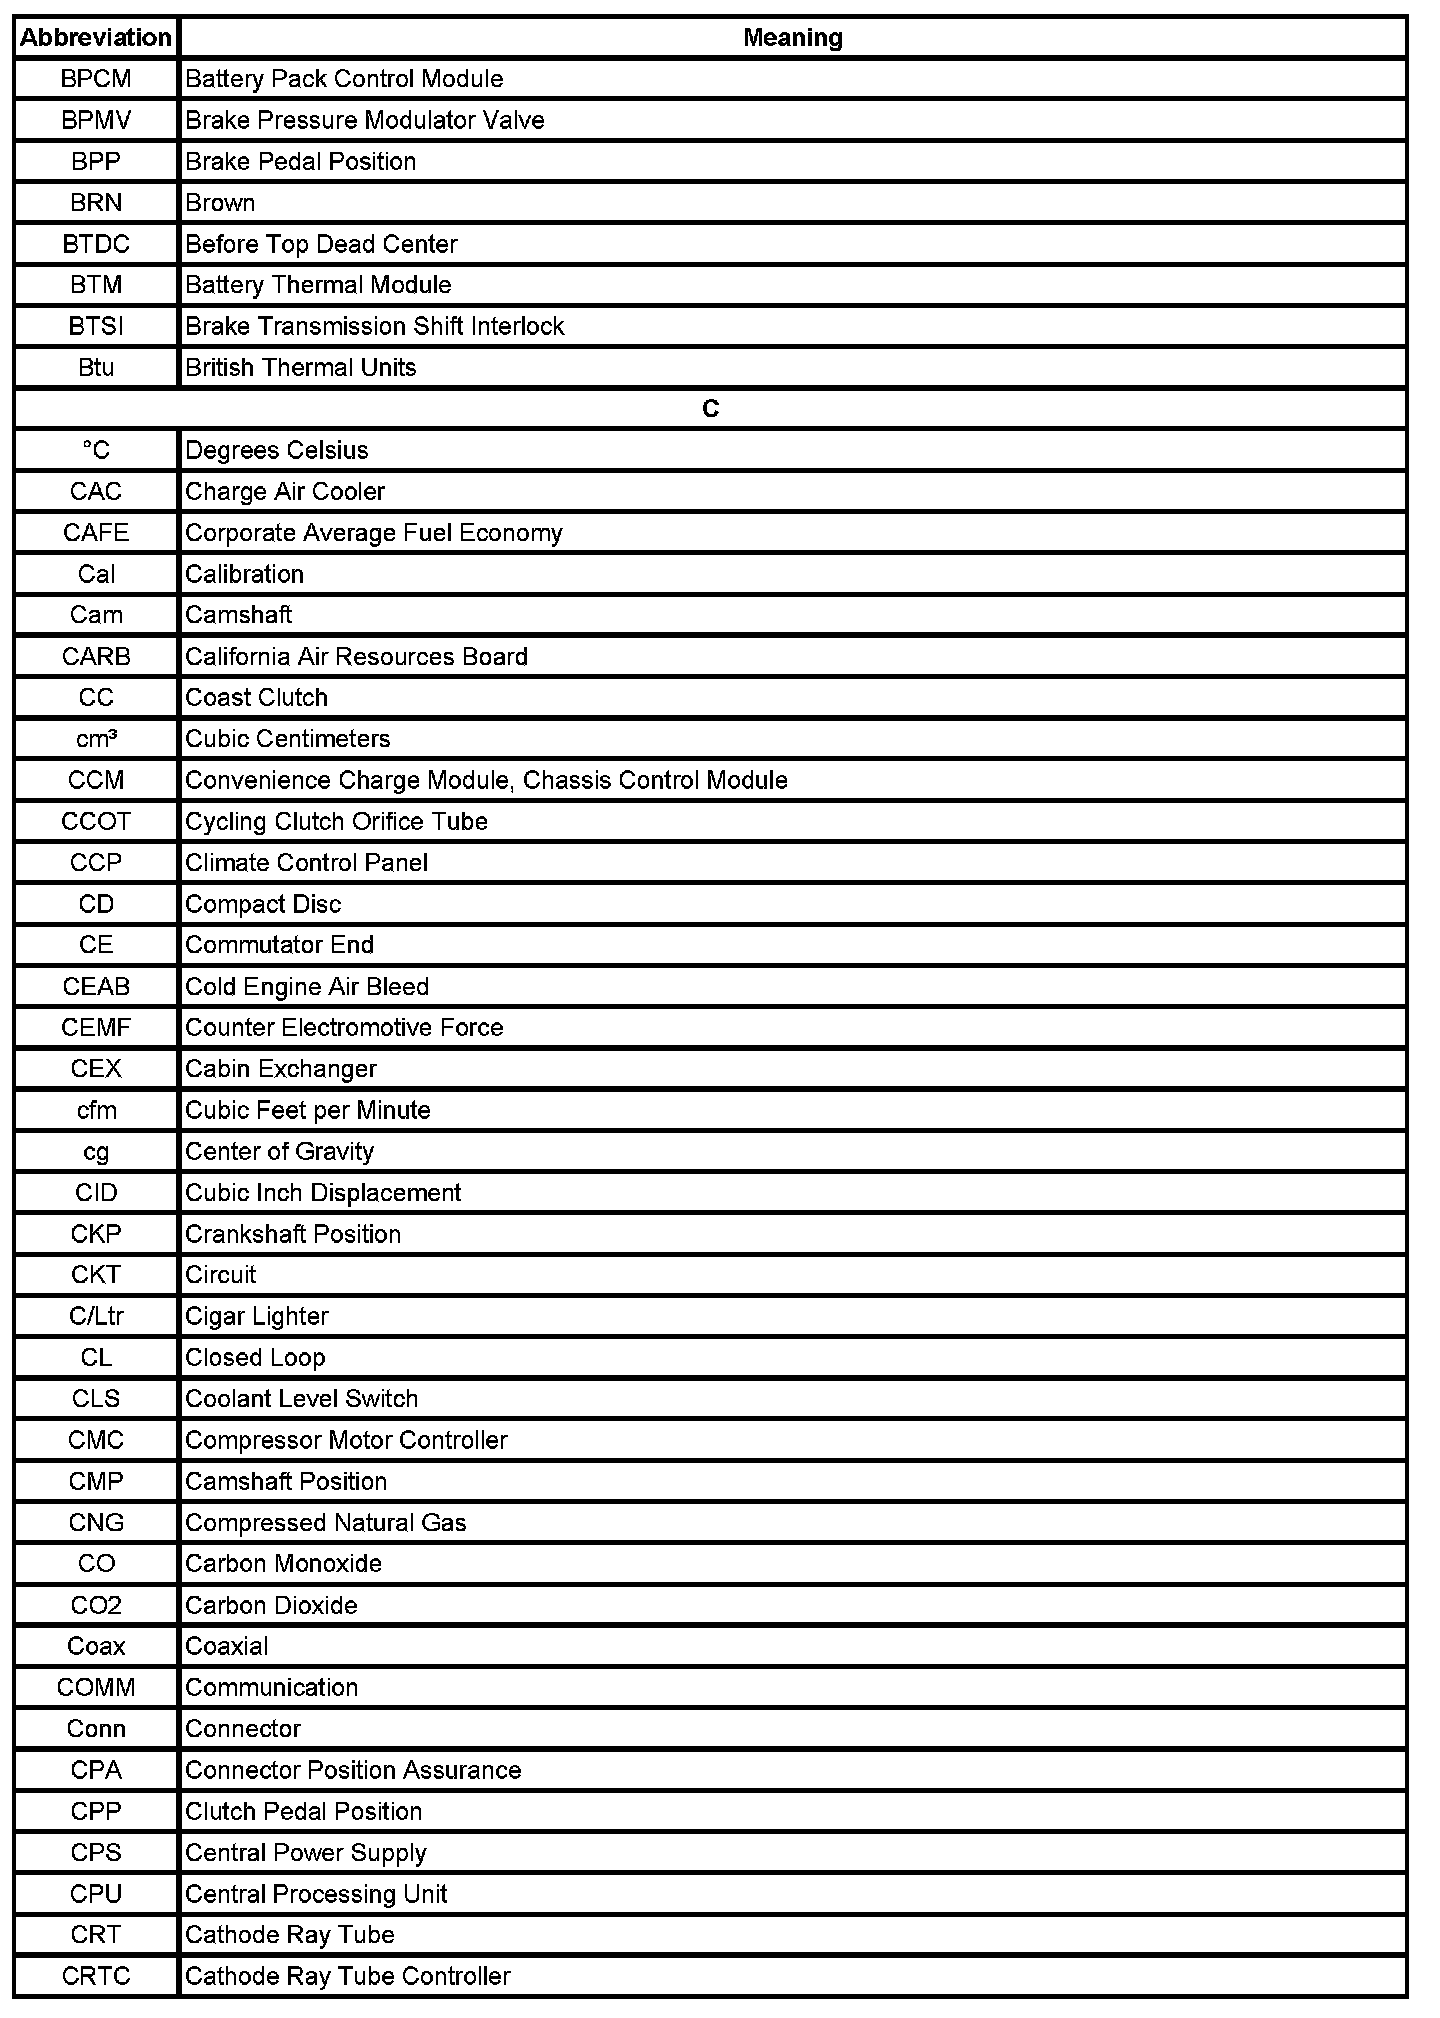 Abbreviation Meaning
BPCM Battery Pack Control Module
BPMV Brake Pressure Modulator Valve
BPP Brake Pedal Position
BRN Brown
BTDC Before Top Dead Center
BTM Battery Thermal Module
BTSI Brake Transmission Shift Interlock
Btu British Thermal Units
C
°C Degrees Celsius
CAC Charge Air Cooler
CAFE Corporate Average Fuel Economy
Cal Calibration
Cam Camshaft
CARB California Air Resources Board
CC Coast Clutch
cm³ Cubic Centimeters
CCM Convenience Charge Module, Chassis Control Module
CCOT Cycling Clutch Orifice Tube
CCP Climate Control Panel
CD Compact Disc
CE Commutator End
CEAB Cold Engine Air Bleed
CEMF Counter Electromotive Force
CEX Cabin Exchanger
cfm Cubic Feet per Minute
cg Center of Gravity
CID Cubic Inch Displacement
CKP Crankshaft Position
CKT Circuit
C/Ltr Cigar Lighter
CL Closed Loop
CLS Coolant Level Switch
CMC Compressor Motor Controller
CMP Camshaft Position
CNG Compressed Natural Gas
CO Carbon Monoxide
CO2 Carbon Dioxide
Coax Coaxial
COMM Communication
Conn Connector
CPA Connector Position Assurance
CPP Clutch Pedal Position
CPS Central Power Supply
CPU Central Processing Unit
CRT Cathode Ray Tube
CRTC Cathode Ray Tube Controller